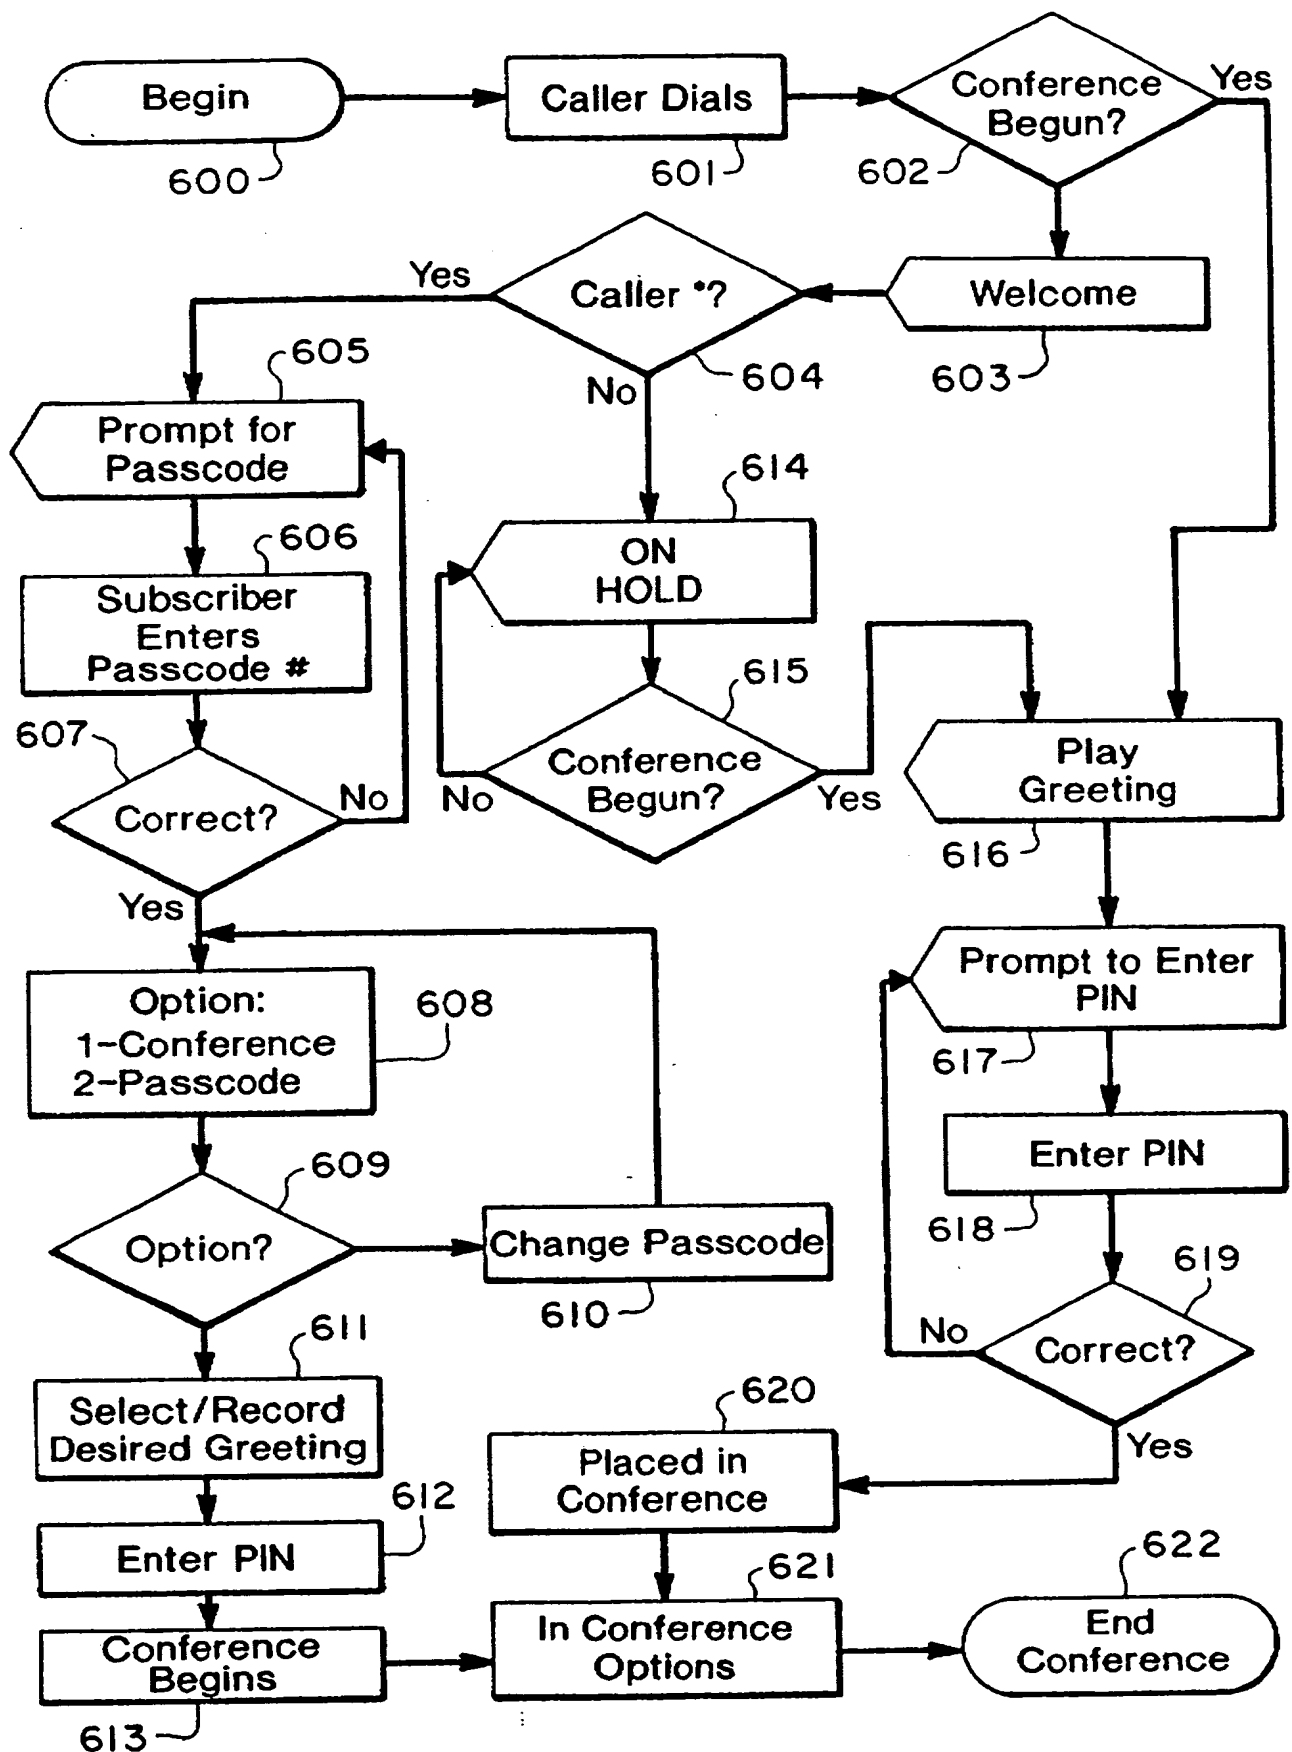 Begin
600
Caller Dials
601
Conference
Begun?
602
Yes
Welcome
603
Caller *?
604
Yes
No
605
Prompt for
Passcode
606
Subscriber
Enters
Passcode #
607
Correct?
No
Yes
614
ON
HOLD
615
Conference
Begun?
No
Yes
Play
Greeting
616
Prompt to Enter
PIN
617
Enter PIN
618
619
Correct?
No
Yes
Option:
1-Conference
2-Passcode
608
609
Option?
Change Passcode
610
611
Select/Record
Desired Greeting
612
Enter PIN
Conference
Begins
613
620
Placed in
Conference
621
In Conference
Options
622
End
Conference